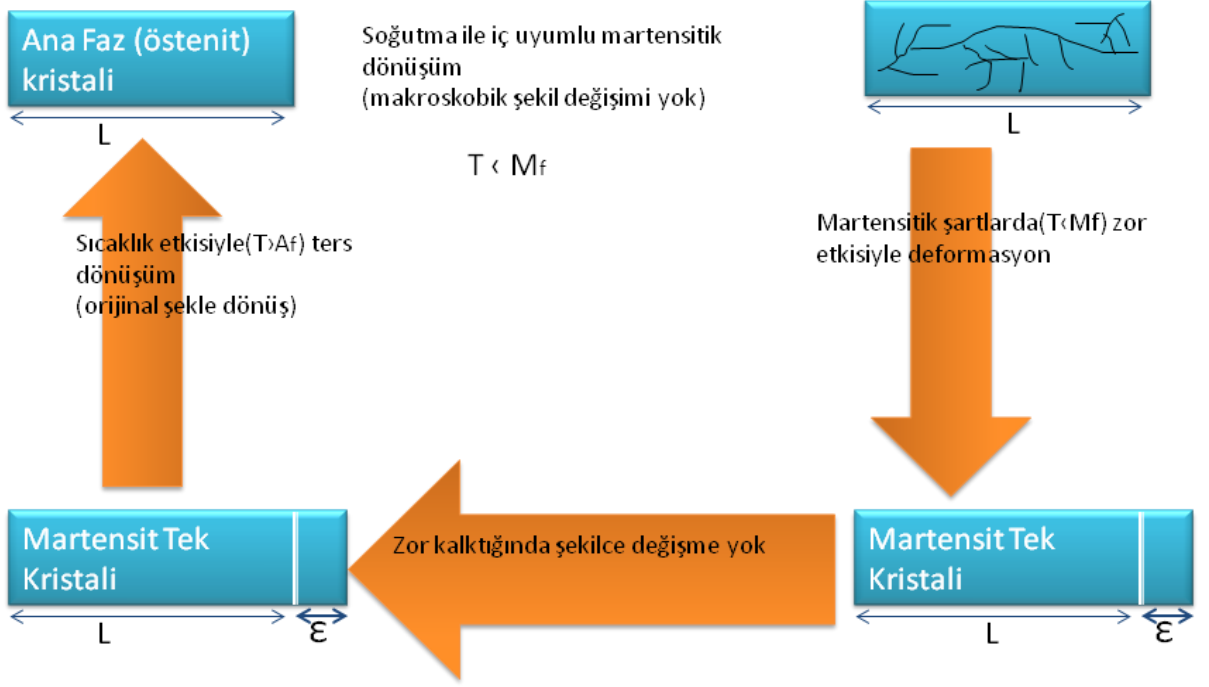 Ana Faz (östenit)
kristali
L
Soğutma ile iç uyumlu martensitik
dönüşüm
(makroskobik şekil değişimi yok)
T ‹ Mf
L
Sıcaklık etkisiyle(T›Af) ters
dönüşüm
(orijinal şekle dönüş)
Martensitik şartlarda(T‹Mf) zor
etkisiyle deformasyon
Martensit Tek
Kristali
L
Ɛ
Zor kalktığında şekilce değişme yok
Martensit Tek
Kristali
L
Ɛ